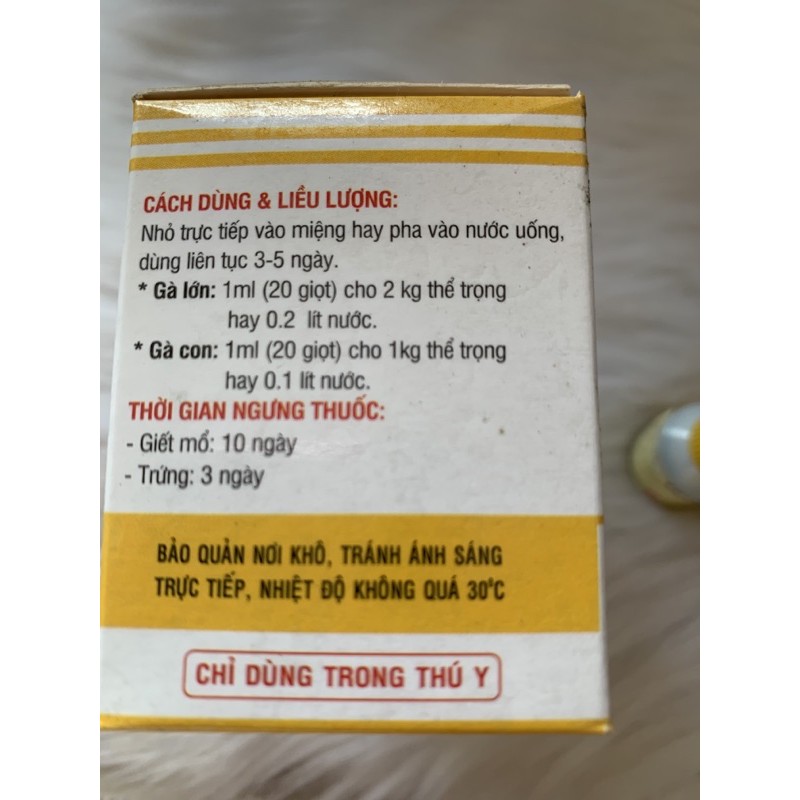 CÁCH DÙNG & LIỀU LƯỢNG:
Nhỏ trực tiếp vào miệng hay pha vào nước uống,
dùng liên tục 3-5 ngày.
* Gà lớn: 1ml (20 giọt) cho 2 kg thể trọng
hay 0.2 lít nước.
* Gà con: 1ml (20 giọt) cho 1kg thể trọng
hay 0.1 lít nước.
THỜI GIAN NGƯNG THUỐC:
- Giết mổ: 10 ngày
- Trứng: 3 ngày
BẢO QUẢN NƠI KHÔ, TRÁNH ÁNH SÁNG
TRỰC TIẾP, NHIỆT ĐỘ KHÔNG QUÁ 30°C
CHỈ DÙNG TRONG THÚ Y